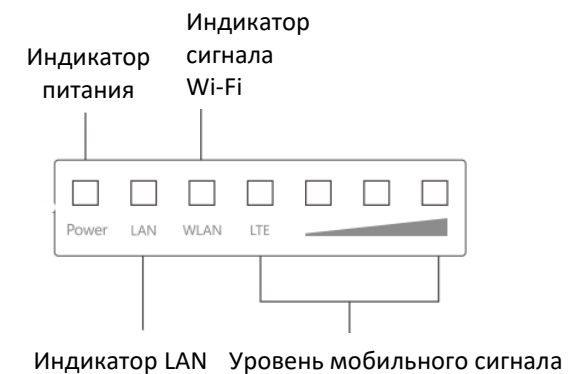 Индикатор
сигнала
Wi-Fi
Индикатор
питания
Power LAN WLAN LTE
Индикатор LAN Уровень мобильного сигнала